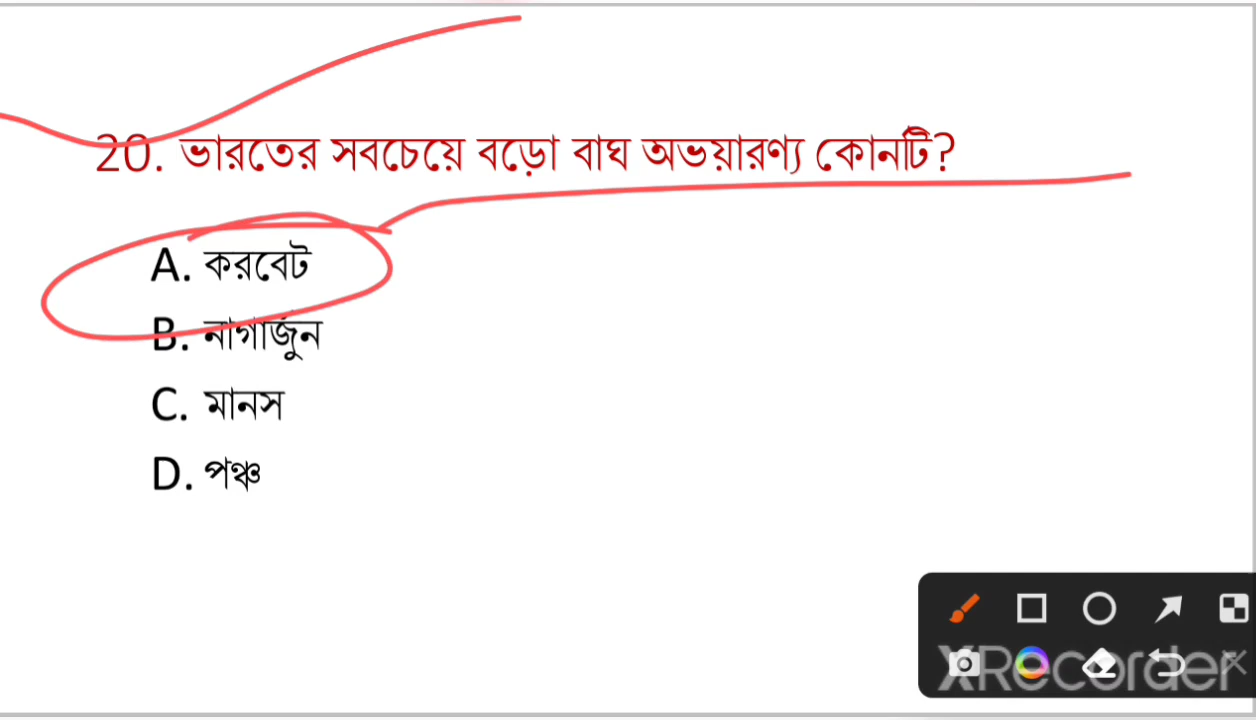 20. ভারতের সবচেয়ে বড়ো বাঘ অভয়ারণ্য কোনটি?
A. করবেট
B. নাগার্জুন
C. মানস
D. পঞ্চ
XRecorder